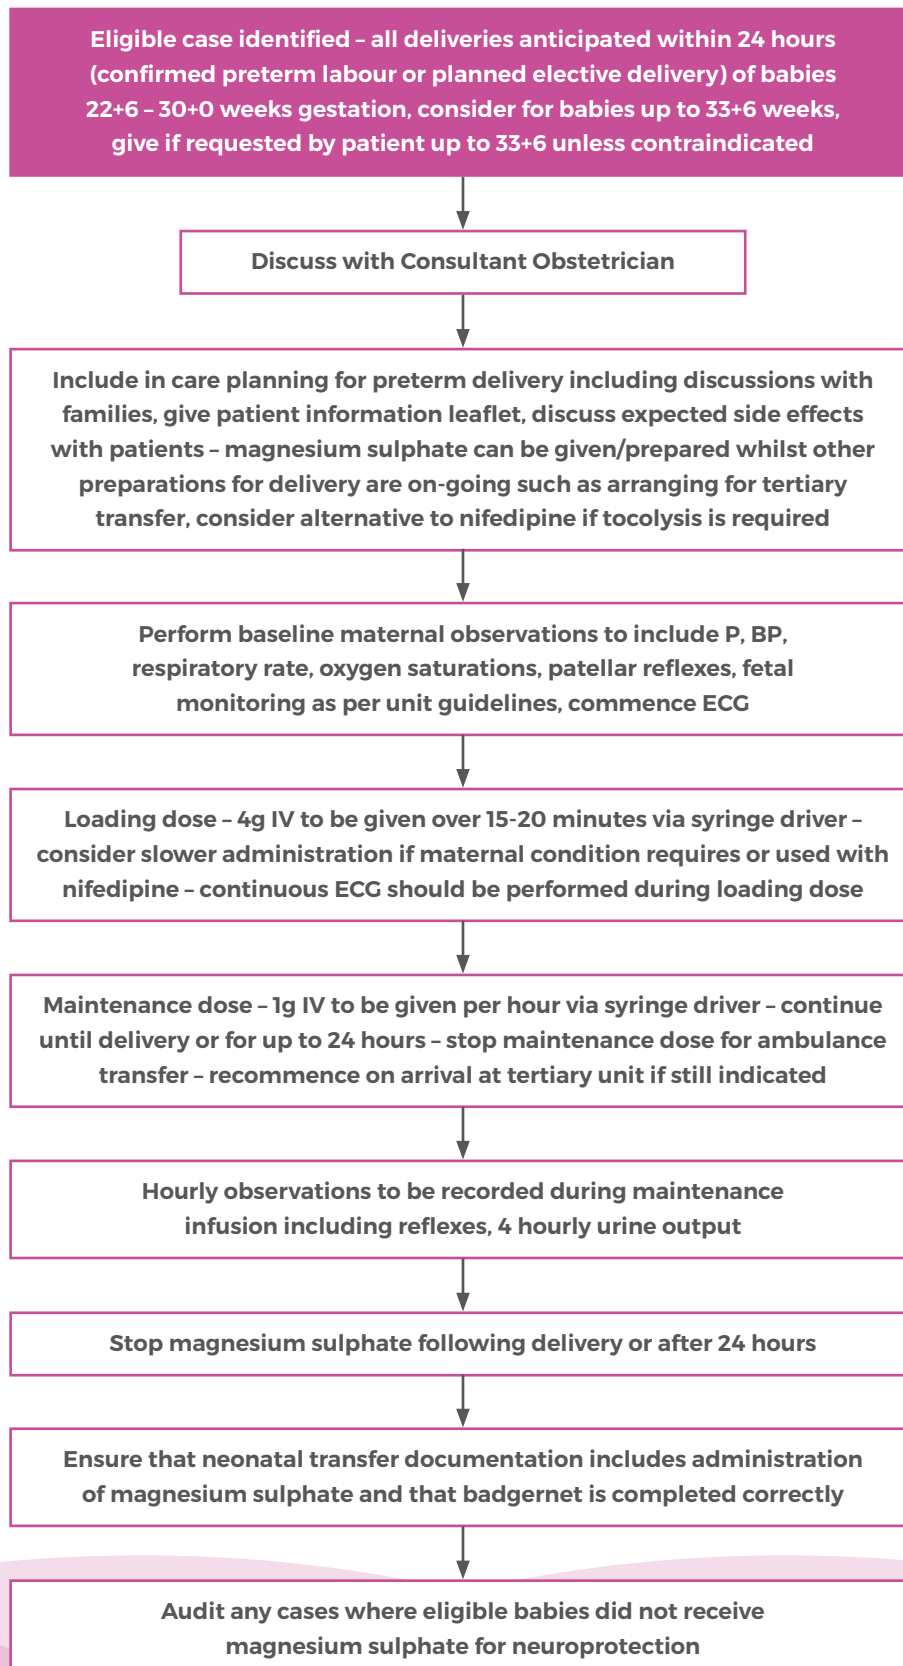 Eligible case identified – all deliveries anticipated within 24 hours
(confirmed preterm labour or planned elective delivery) of babies
22+6 – 30+0 weeks gestation, consider for babies up to 33+6 weeks,
give if requested by patient up to 33+6 unless contraindicated
Discuss with Consultant Obstetrician
Include in care planning for preterm delivery including discussions with
families, give patient information leaflet, discuss expected side effects
with patients – magnesium sulphate can be given/prepared whilst other
preparations for delivery are on-going such as arranging for tertiary
transfer, consider alternative to nifedipine if tocolysis is required
Perform baseline maternal observations to include P, BP,
respiratory rate, oxygen saturations, patellar reflexes, fetal
monitoring as per unit guidelines, commence ECG
Loading dose – 4g IV to be given over 15-20 minutes via syringe driver –
consider slower administration if maternal condition requires or used with
nifedipine – continuous ECG should be performed during loading dose
Maintenance dose – 1g IV to be given per hour via syringe driver – continue
until delivery or for up to 24 hours – stop maintenance dose for ambulance
transfer – recommence on arrival at tertiary unit if still indicated
Hourly observations to be recorded during maintenance
infusion including reflexes, 4 hourly urine output
Stop magnesium sulphate following delivery or after 24 hours
Ensure that neonatal transfer documentation includes administration
of magnesium sulphate and that badgernet is completed correctly
Audit any cases where eligible babies did not receive
magnesium sulphate for neuroprotection